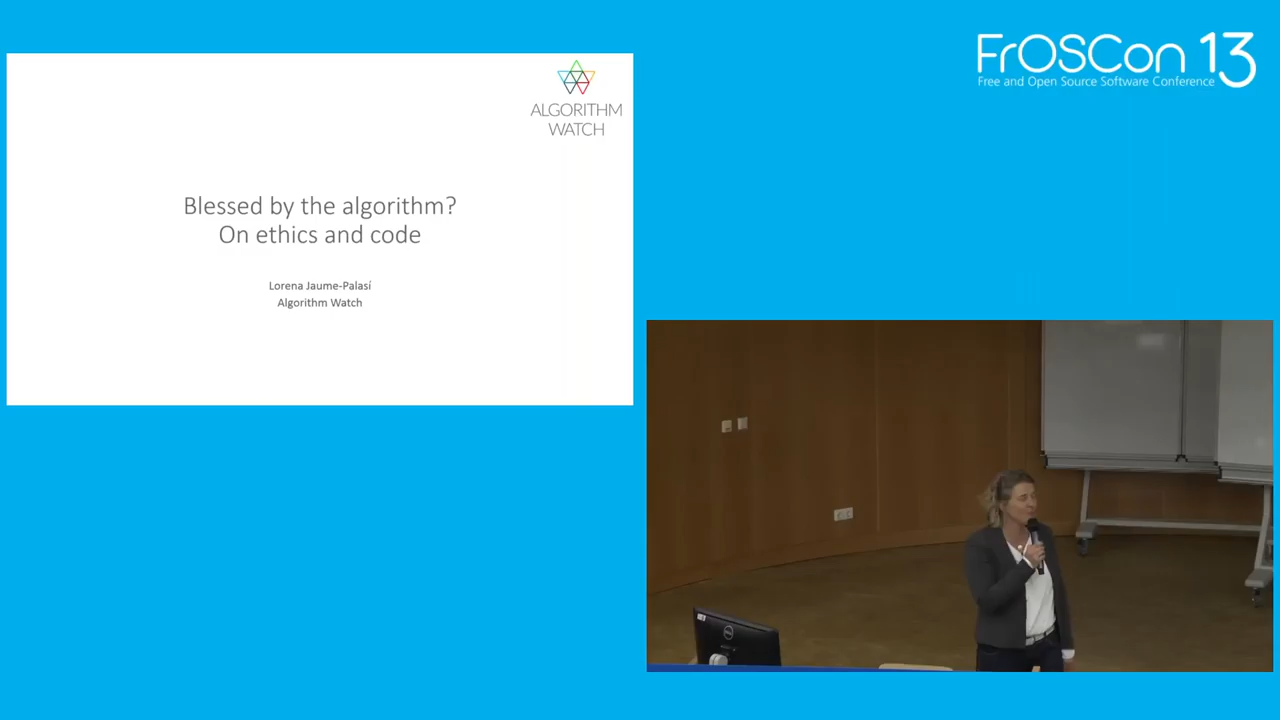 FrOSCon 13
Free and Open Source Software Conference
ALGORITHM
WATCH
Blessed by the algorithm?
On ethics and code
Lorena Jaume-Palasí
Algorithm Watch
DELL